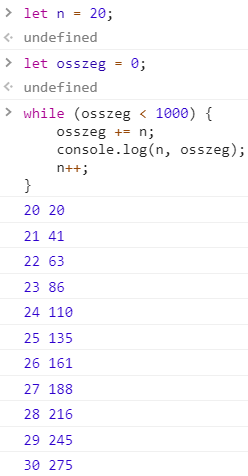 let n = 20;
undefined
let osszeg = 0;
undefined
while (osszeg < 1000) {
    osszeg += n;
    console.log(n, osszeg);
    n++;
}
20 20
21 41
22 63
23 86
24 110
25 135
26 161
27 188
28 216
29 245
30 275